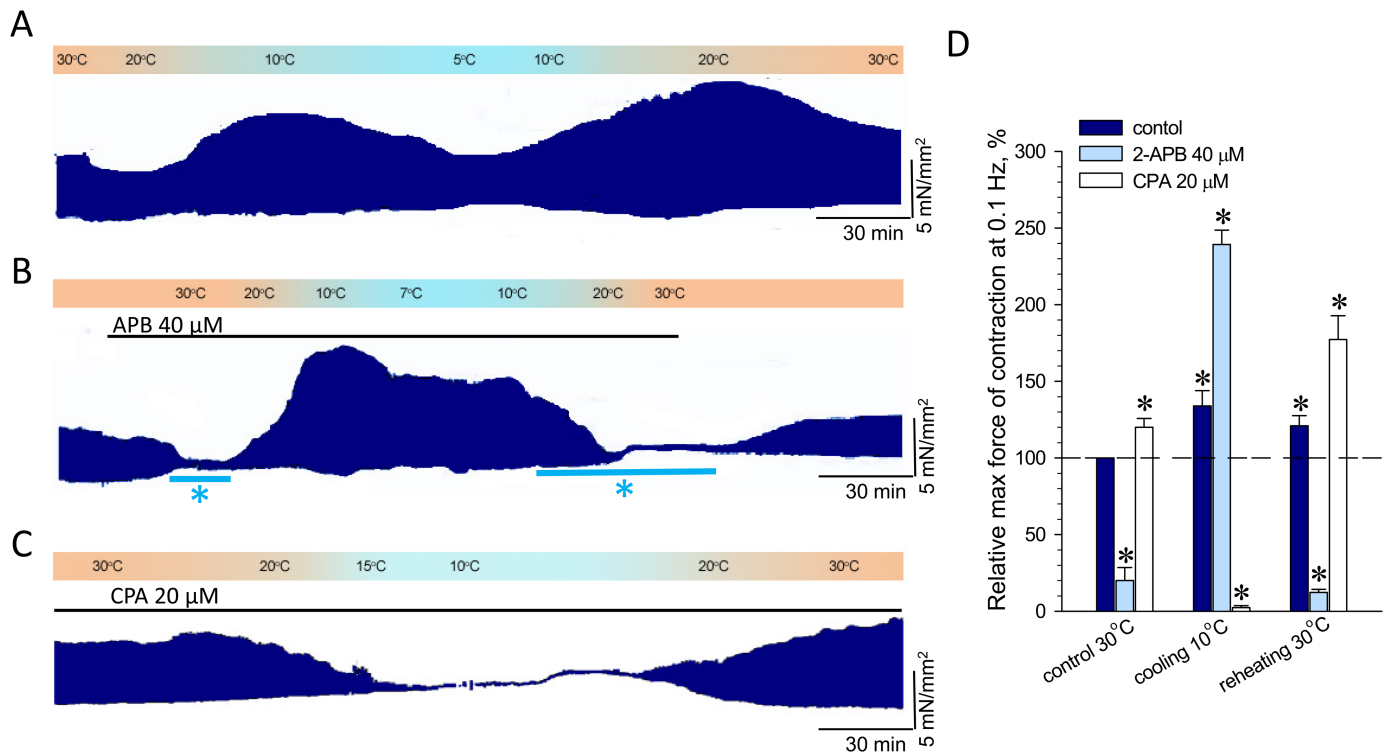 A
30°C 20°C 10°C 5°C 10°C 20°C 30°C
5 mN/mm2
30 min
B
30°C 20°C 10°C 7°C 10°C 20°C 30°C
APB 40 µM
* *
5 mN/mm2
30 min
C
30°C 20°C 15°C 10°C 20°C 30°C
CPA 20 µM
5 mN/mm2
30 min
D
contol
2-APB 40 µM
CPA 20 µM
Relative max force of contraction at 0.1 Hz, %
300
250
200
150
100
50
0
* * * * * * * *
control 30°C
cooling 10°C
reheating 30°C